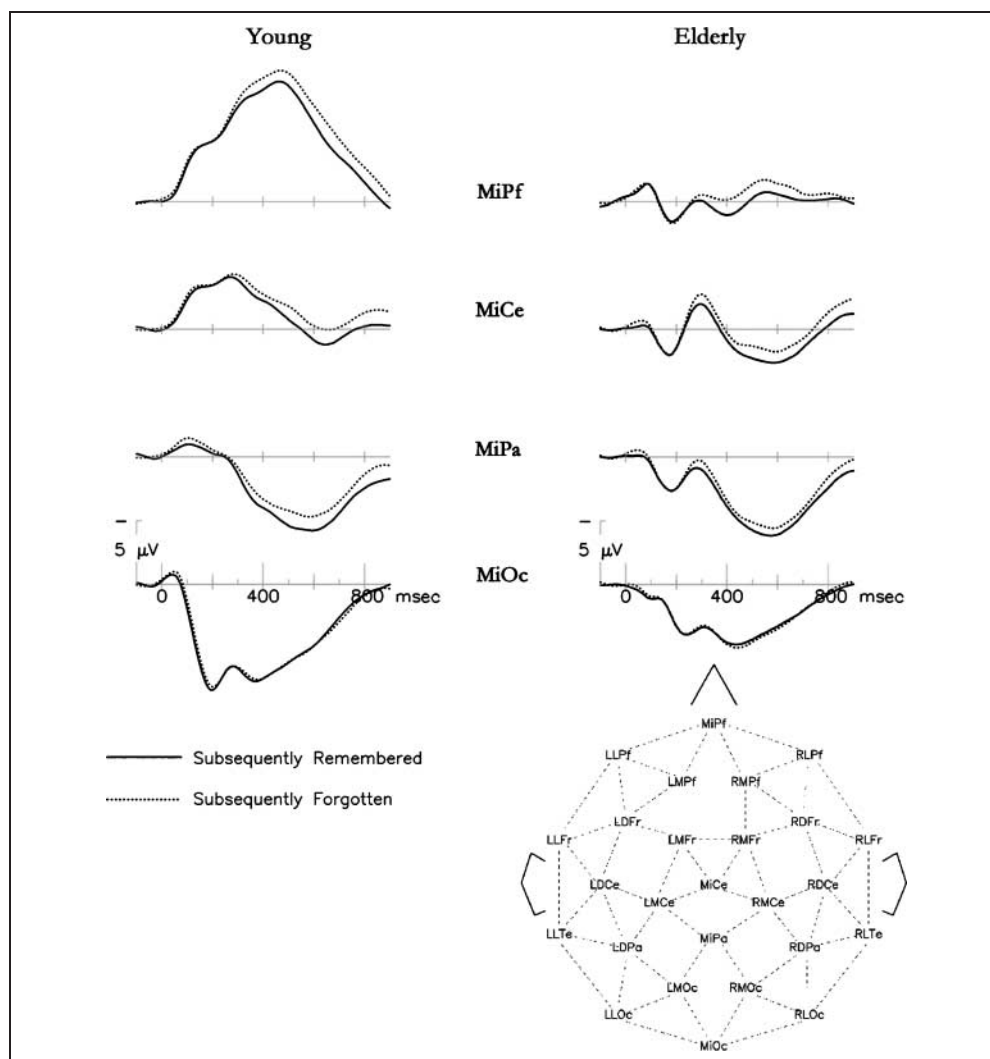 Young Elderly
MiPf
MiCe
MiPa
5 μV 5 μV
MiOc
0 400 800 msec 0 400 800 msec
MiPf
LLPf RLPf
LMPf RMPf
LDFr RDFr
LLFr LMFr RMFr RLFr
LDCe MiCe RDCe
LMCe RMCe
LLTe MiPa RLTe
LDPa RDPa
LMOc RMOc
LLOc RLOc
MiOc
Subsequently Remembered
Subsequently Forgotten